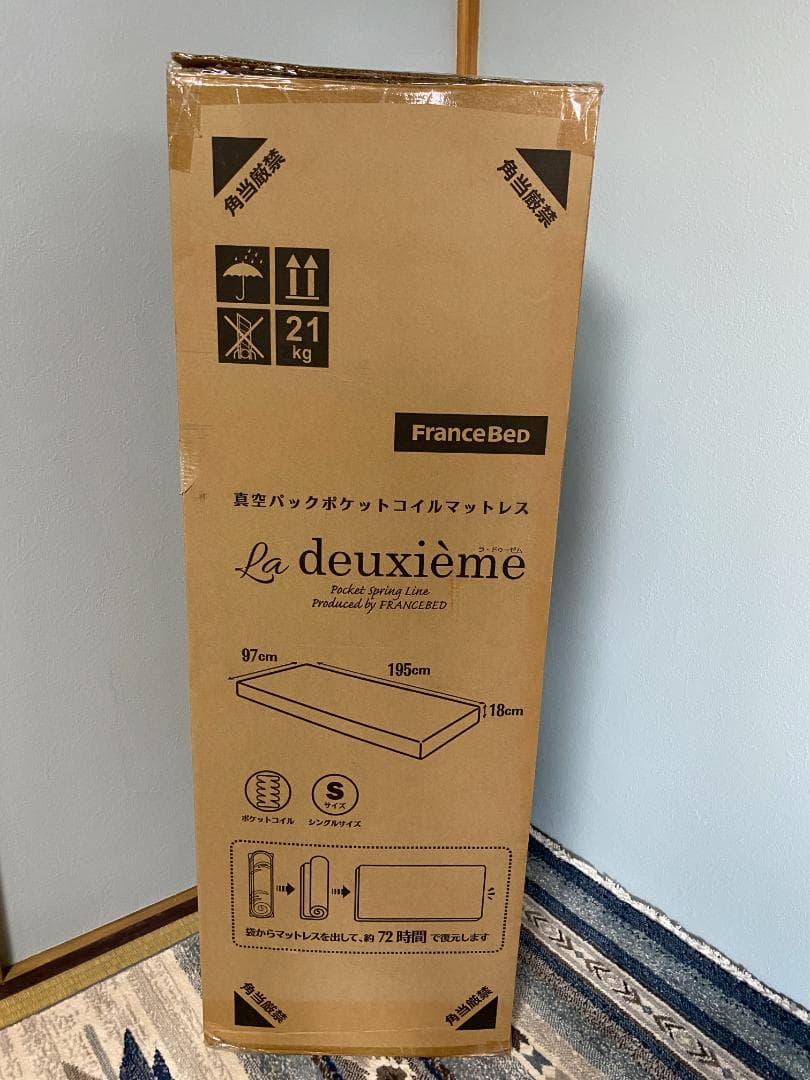 角当厳禁
角当厳禁
21
kg
FranceBeD
真空パックポケットコイルマットレス
ラ・ドゥーゼム
La deuxième
Pocket Spring Line
Produced by FRANCEBED
97cm
195cm
18cm
S
サイズ
ポケットコイル
シングルサイズ
袋からマットレスを出して、約 72 時間 で復元します
角当厳禁
角当厳禁